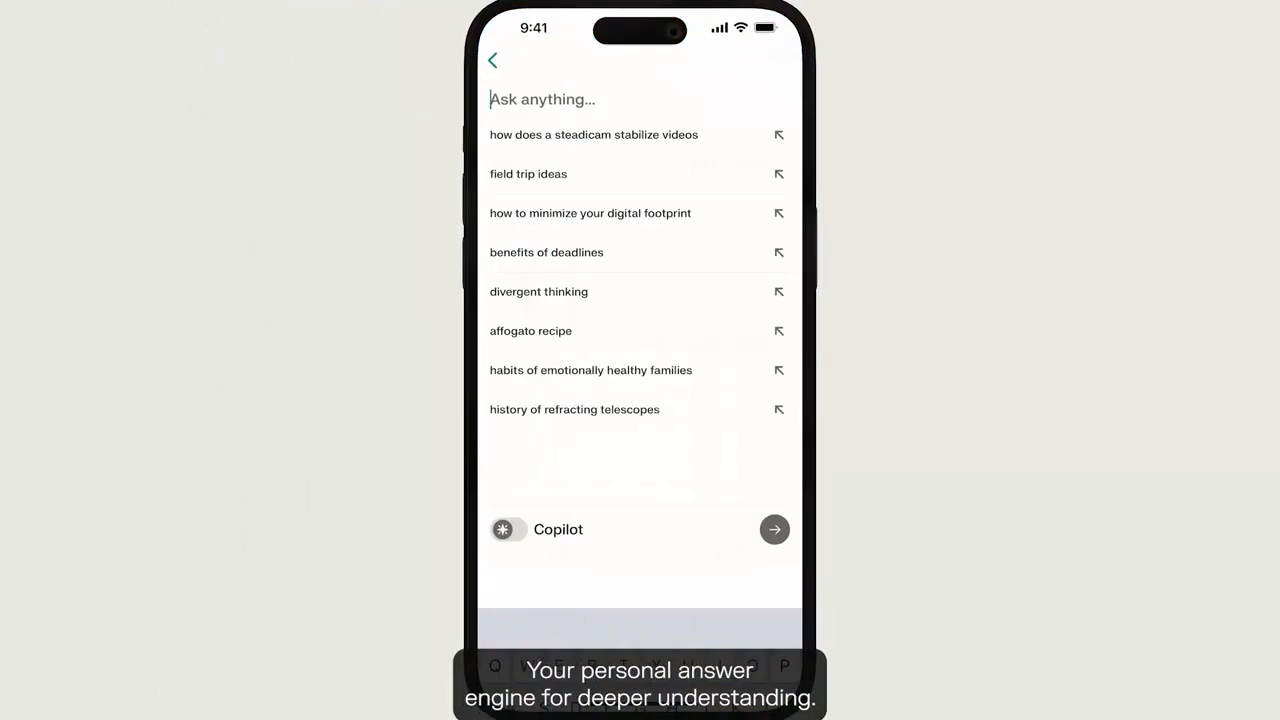 9:41
Ask anything...
how does a steadicam stabilize videos
field trip ideas
how to minimize your digital footprint
benefits of deadlines
divergent thinking
affogato recipe
habits of emotionally healthy families
history of refracting telescopes
Copilot
Q P
Your personal answer
engine for deeper understanding.